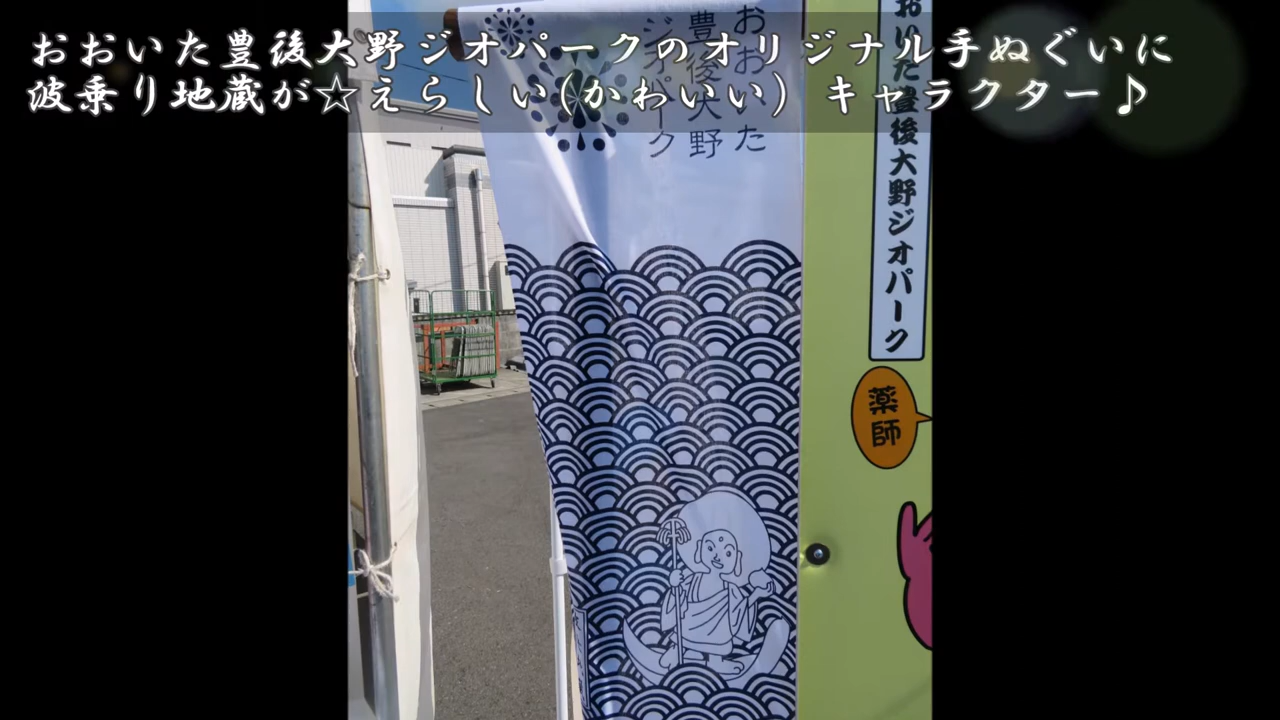 おおいた豊後大野ジオパークのオリジナル手ぬぐいに
波乗り地蔵が☆えらしい(かわいい) キャラクター♪
おおいた
豊後大野
ジオパーク
おおいた豊後大野ジオパーク
薬師